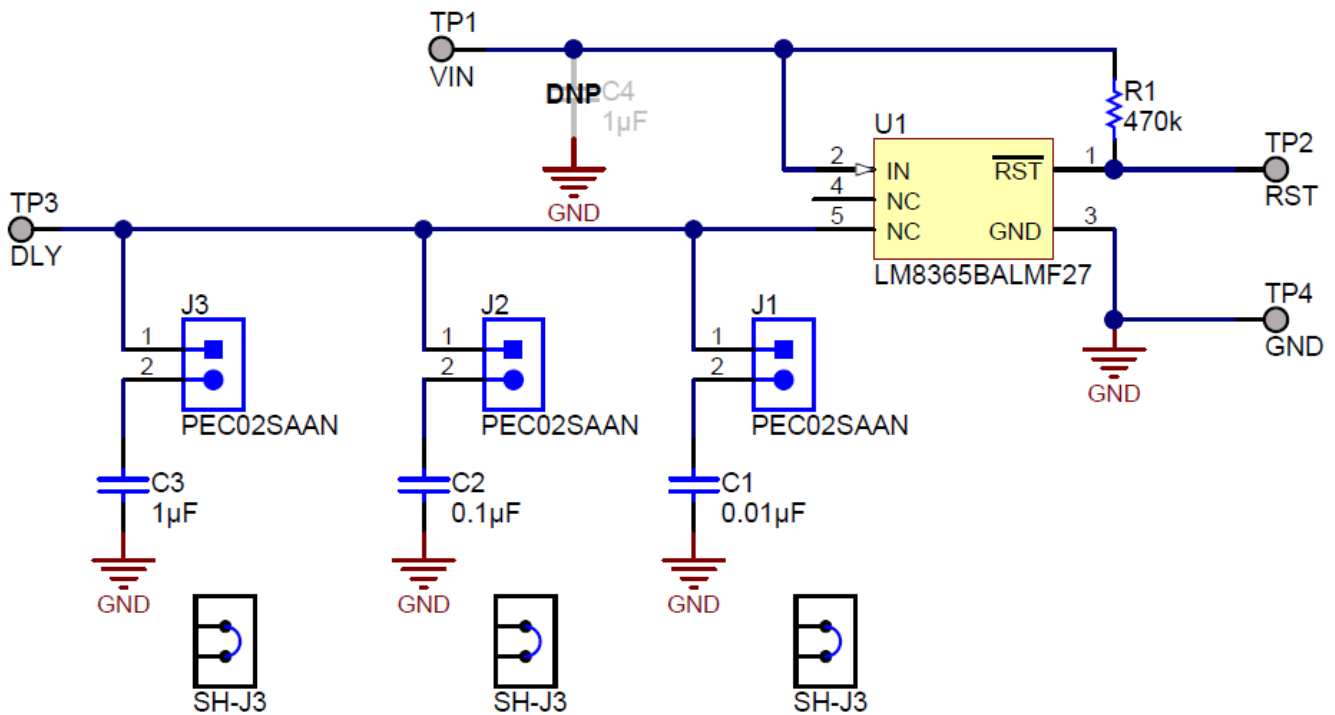 TP1
VIN
DNP
C4
1µF
GND
R1
470k
U1
2
IN
RST
1
TP2
RST
4
NC
5
NC
GND
3
LM8365BALMF27
TP3
DLY
TP4
GND
GND
J3
1
2
PEC02SAAN
J2
1
2
PEC02SAAN
J1
1
2
PEC02SAAN
C3
1µF
GND
C2
0.1µF
GND
C1
0.01µF
GND
SH-J3
SH-J3
SH-J3